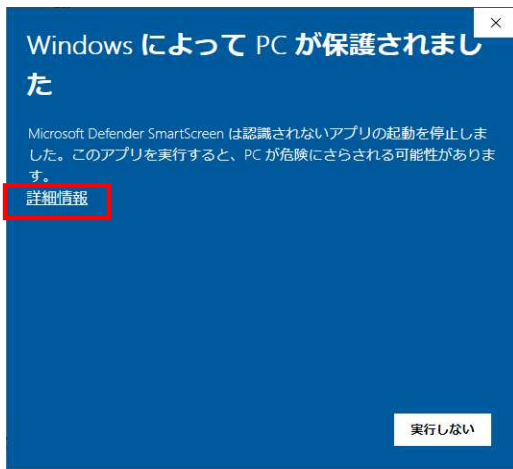 Windows によって PC が保護されまし
た
Microsoft Defender SmartScreen は認識されないアプリの起動を停止しま
した。このアプリを実行すると、PC が危険にさらされる可能性がありま
す。
詳細情報
実行しない